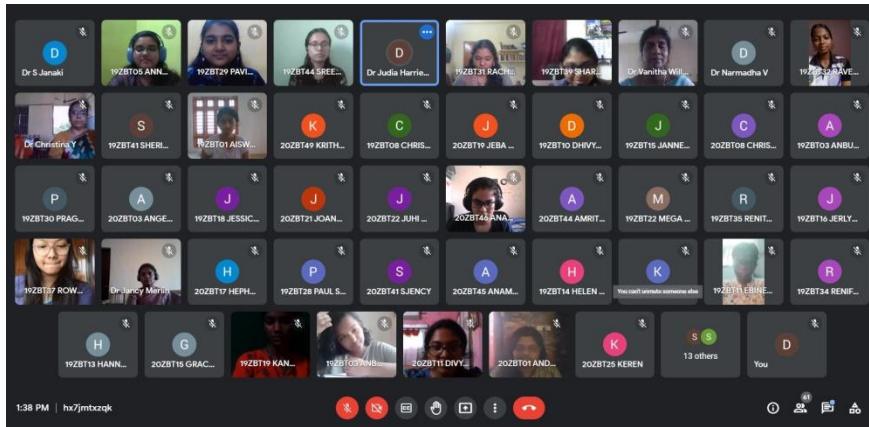 D
Dr S Janaki
19ZBT05 ANN...
19ZBT29 PAVI...
19ZBT44 SREE...
D
Dr Judia Harrie...
19ZBT31 RACH...
19ZBT39 SHAR...
Dr Vanitha Will...
D
Dr Narmadha V
19ZBT32 RAVE...
Dr Christina Y
S
19ZBT41 SHERI...
19ZBT01 AISW...
K
20ZBT49 KRITH...
C
19ZBT08 CHRIS...
J
20ZBT19 JEBA ...
D
19ZBT10 DHIVY...
J
19ZBT15 JANNE...
C
20ZBT08 CHRIS...
A
19ZBT03 ANBU...
P
19ZBT30 PRAG...
A
20ZBT03 ANGE...
J
19ZBT18 JESSIC...
J
20ZBT21 JOAN...
J
20ZBT22 JUHI ...
20ZBT46 ANA...
A
20ZBT44 AMRIT...
M
19ZBT22 MEGA ...
R
19ZBT35 RENIT...
J
19ZBT16 JERLY...
19ZBT37 ROW...
Dr Jancy Merlin
H
20ZBT17 HEPH...
P
19ZBT28 PAUL S...
S
20ZBT41 SJENCY
A
20ZBT45 ANAM...
H
19ZBT14 HELEN ...
K
You can't unmute someone else
19ZBT11 EBINE...
R
19ZBT34 RENIF...
H
19ZBT13 HANN...
G
20ZBT15 GRAC...
19ZBT19 KAN...
19ZBT03 ANB...
20ZBT11 DIVY...
20ZBT01 AND...
K
20ZBT25 KEREN
S S
13 others
D
You
1:38 PM | hx7jmtxzqk
61